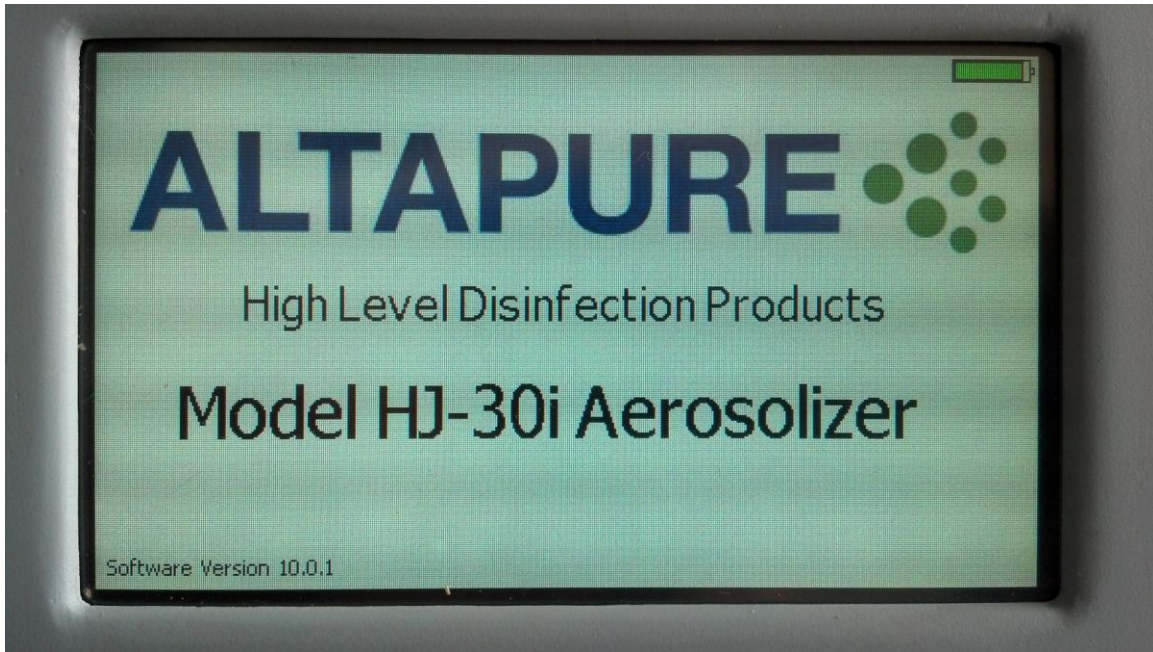 ALTAPURE
High Level Disinfection Products
Model HJ-30i Aerosolizer
Software Version 10.0.1